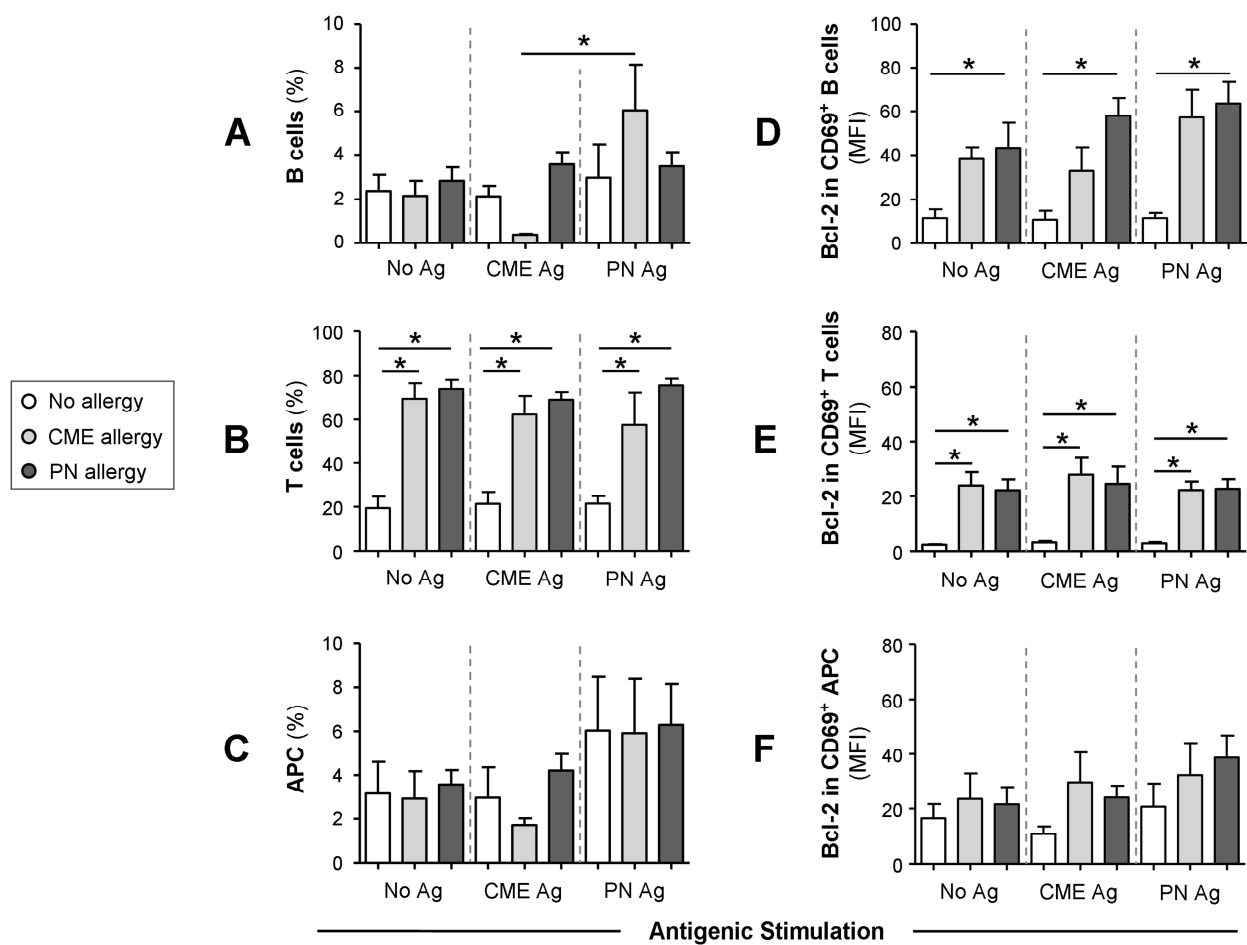 No allergy
CME allergy
PN allergy
A
B cells (%)
10
8
6
4
2
0
*
No Ag
CME Ag
PN Ag
B
T cells (%)
100
80
60
40
20
0
*
*
*
*
*
*
No Ag
CME Ag
PN Ag
C
APC (%)
10
8
6
4
2
0
No Ag
CME Ag
PN Ag
D
Bcl-2 in CD69+ B cells
(MFI)
100
80
60
40
20
0
*
*
*
No Ag
CME Ag
PN Ag
E
Bcl-2 in CD69+ T cells
(MFI)
80
60
40
20
0
*
*
*
*
*
*
No Ag
CME Ag
PN Ag
F
Bcl-2 in CD69+ APC
(MFI)
80
60
40
20
0
No Ag
CME Ag
PN Ag
Antigenic Stimulation